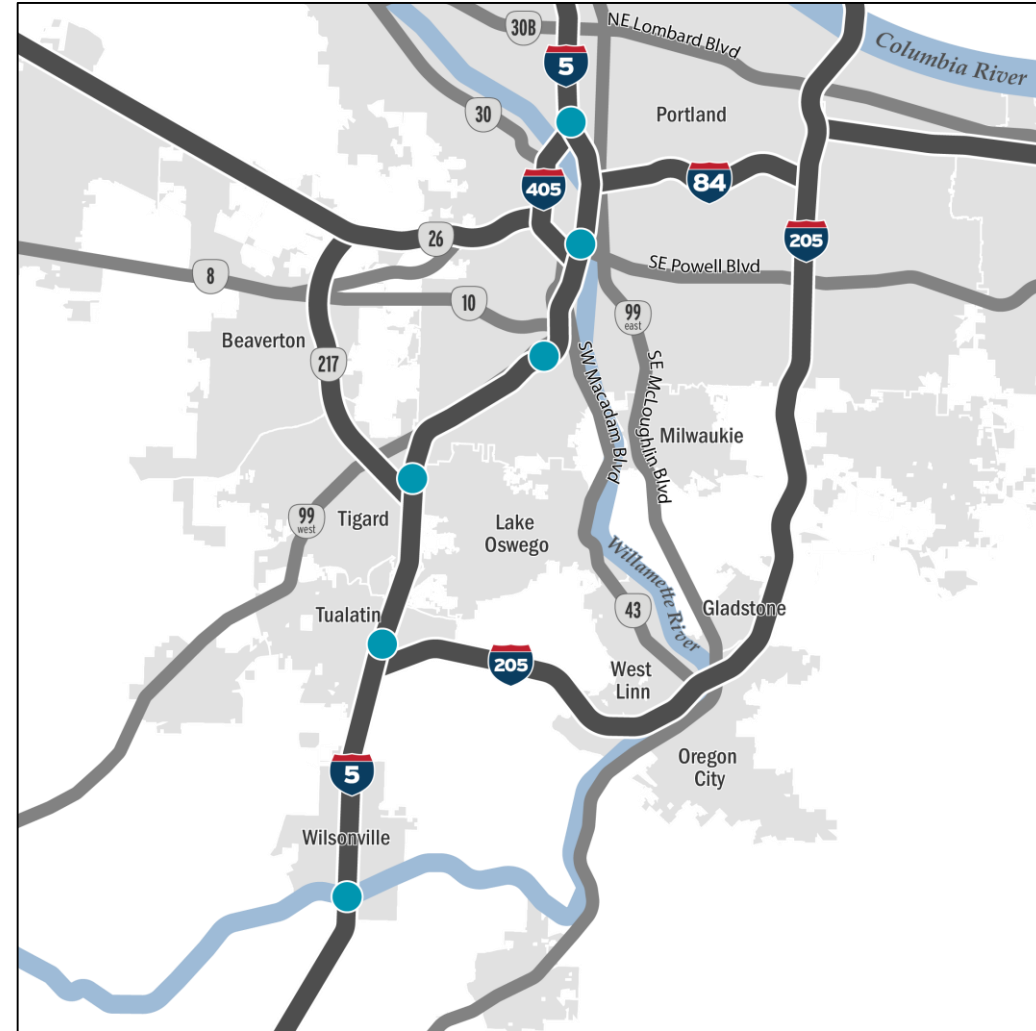 30B
NE Lombard Blvd
5
Columbia River
30
Portland
405
84
26
205
8
SE Powell Blvd
10
99
east
Beaverton
217
SW Macadam Blvd
SE McLoughlin Blvd
Milwaukie
99
west
Tigard
Lake
Oswego
Willamette River
43
Gladstone
Tualatin
205
West
Linn
Oregon
City
5
Wilsonville